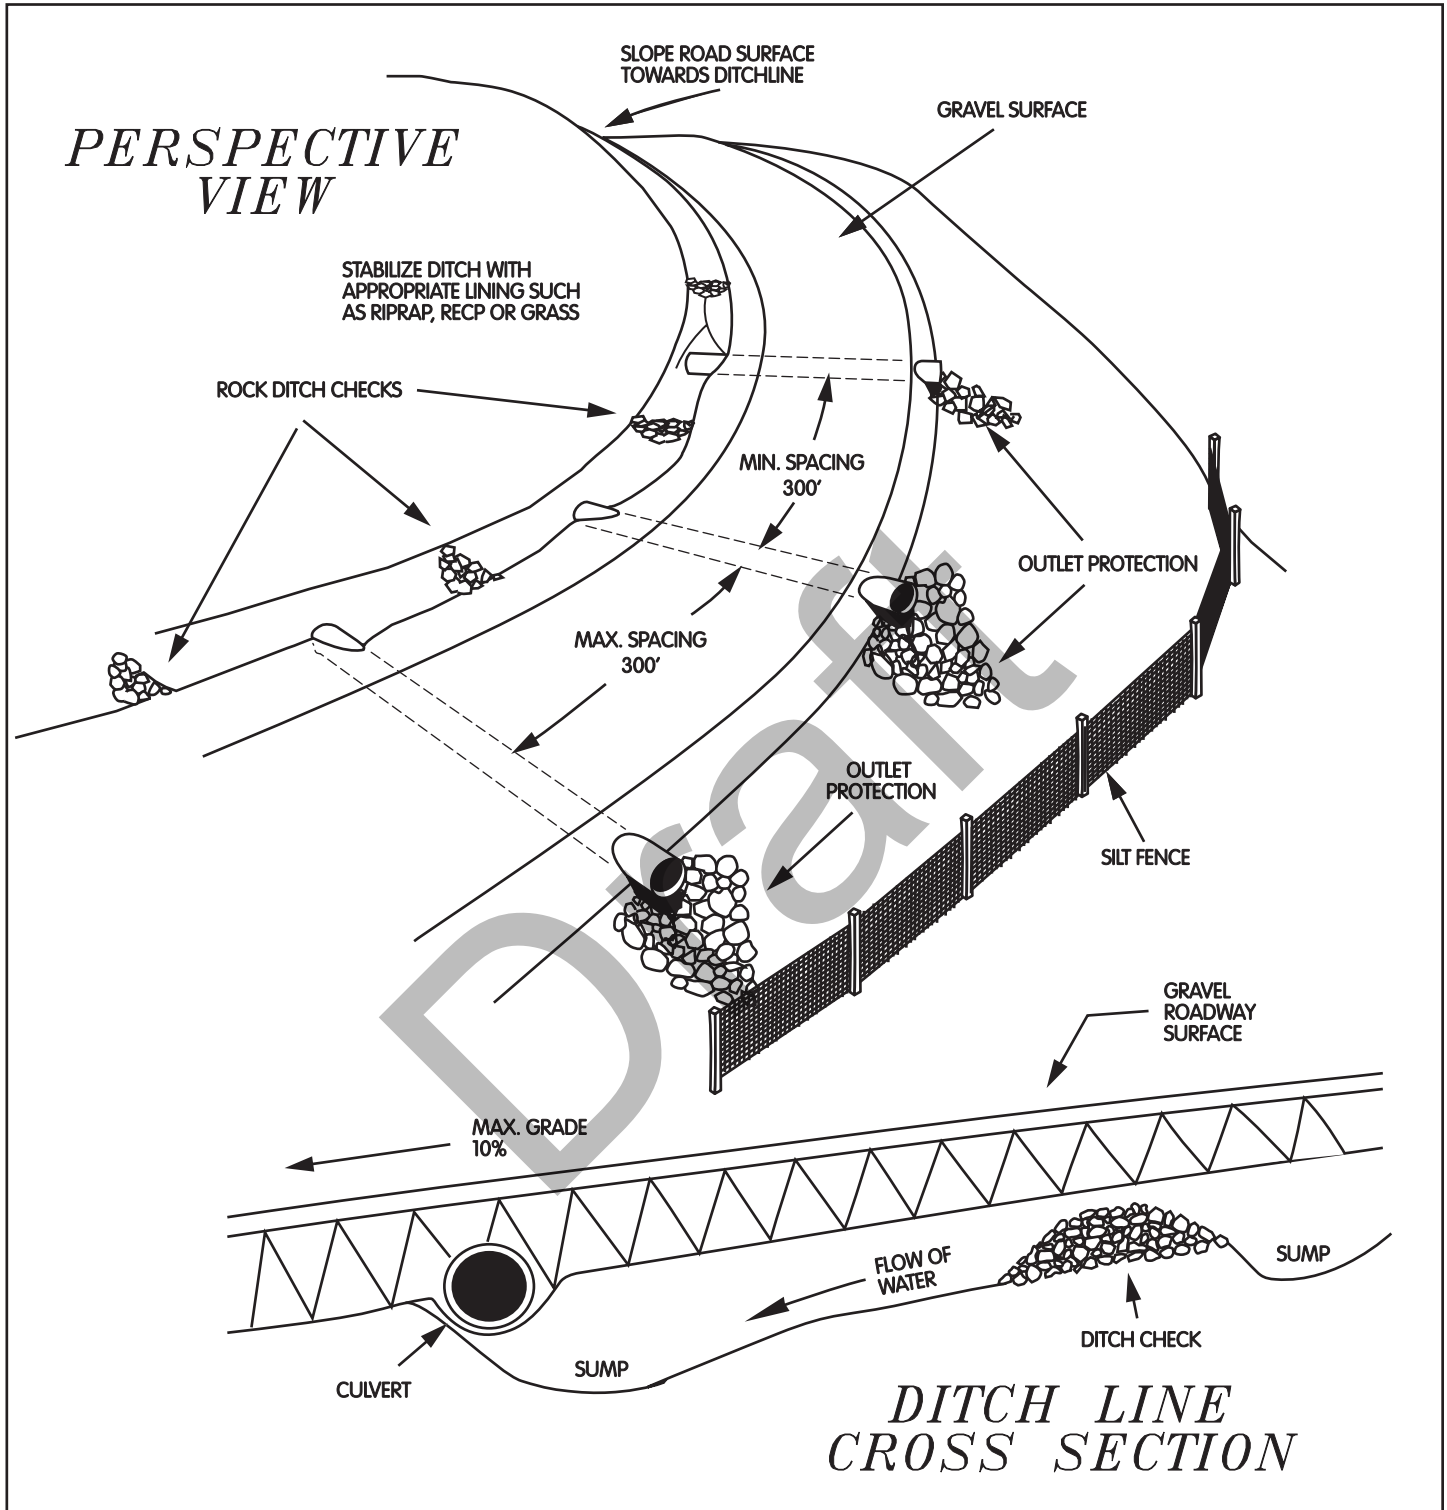 SLOPE ROAD SURFACE
TOWARDS DITCHLINE
GRAVEL SURFACE
PERSPECTIVE
VIEW
STABILIZE DITCH WITH
APPROPRIATE LINING SUCH
AS RIPRAP, RECP OR GRASS
ROCK DITCH CHECKS
MIN. SPACING
300'
OUTLET PROTECTION
MAX. SPACING
300'
OUTLET
PROTECTION
SILT FENCE
Draft
GRAVEL
ROADWAY
SURFACE
MAX. GRADE
10%
FLOW OF
WATER
SUMP
DITCH CHECK
SUMP
CULVERT
DITCH LINE
CROSS SECTION